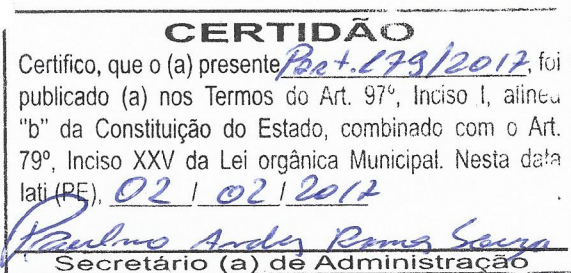 CERTIDÃO
Certifico, que o (a) presente Port. 179/2017, foi
publicado (a) nos Termos do Art. 97º, Inciso I, alinea
"b" da Constituição do Estado, combinado com o Art.
79º, Inciso XXV da Lei orgânica Municipal. Nesta data
Iati (PE), 02 / 02 / 2017
Secretário (a) de Administração